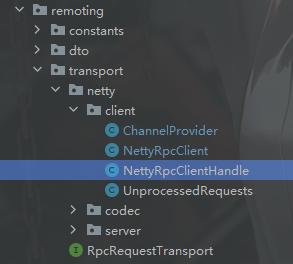 remoting
constants
dto
transport
netty
client
ChannelProvider
NettyRpcClient
NettyRpcClientHandle
UnprocessedRequests
codec
server
RpcRequestTransport